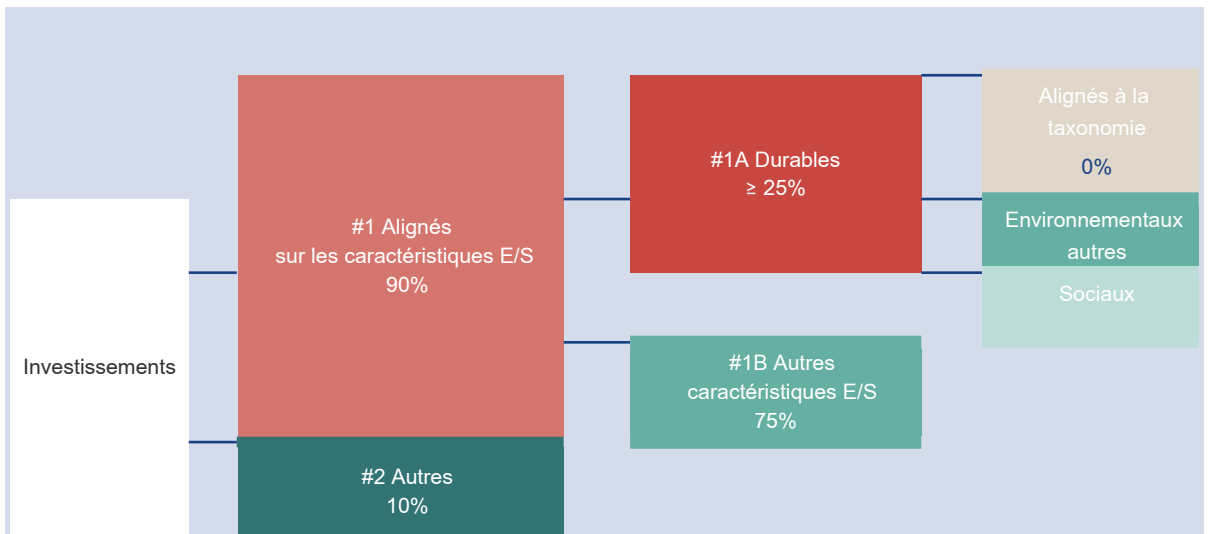 Investissements
#1 Alignés
sur les caractéristiques E/S
90%
#2 Autres
10%
#1A Durables
≥ 25%
#1B Autres
caractéristiques E/S
75%
Alignés à la
taxonomie
0%
Environnementaux
autres
Sociaux